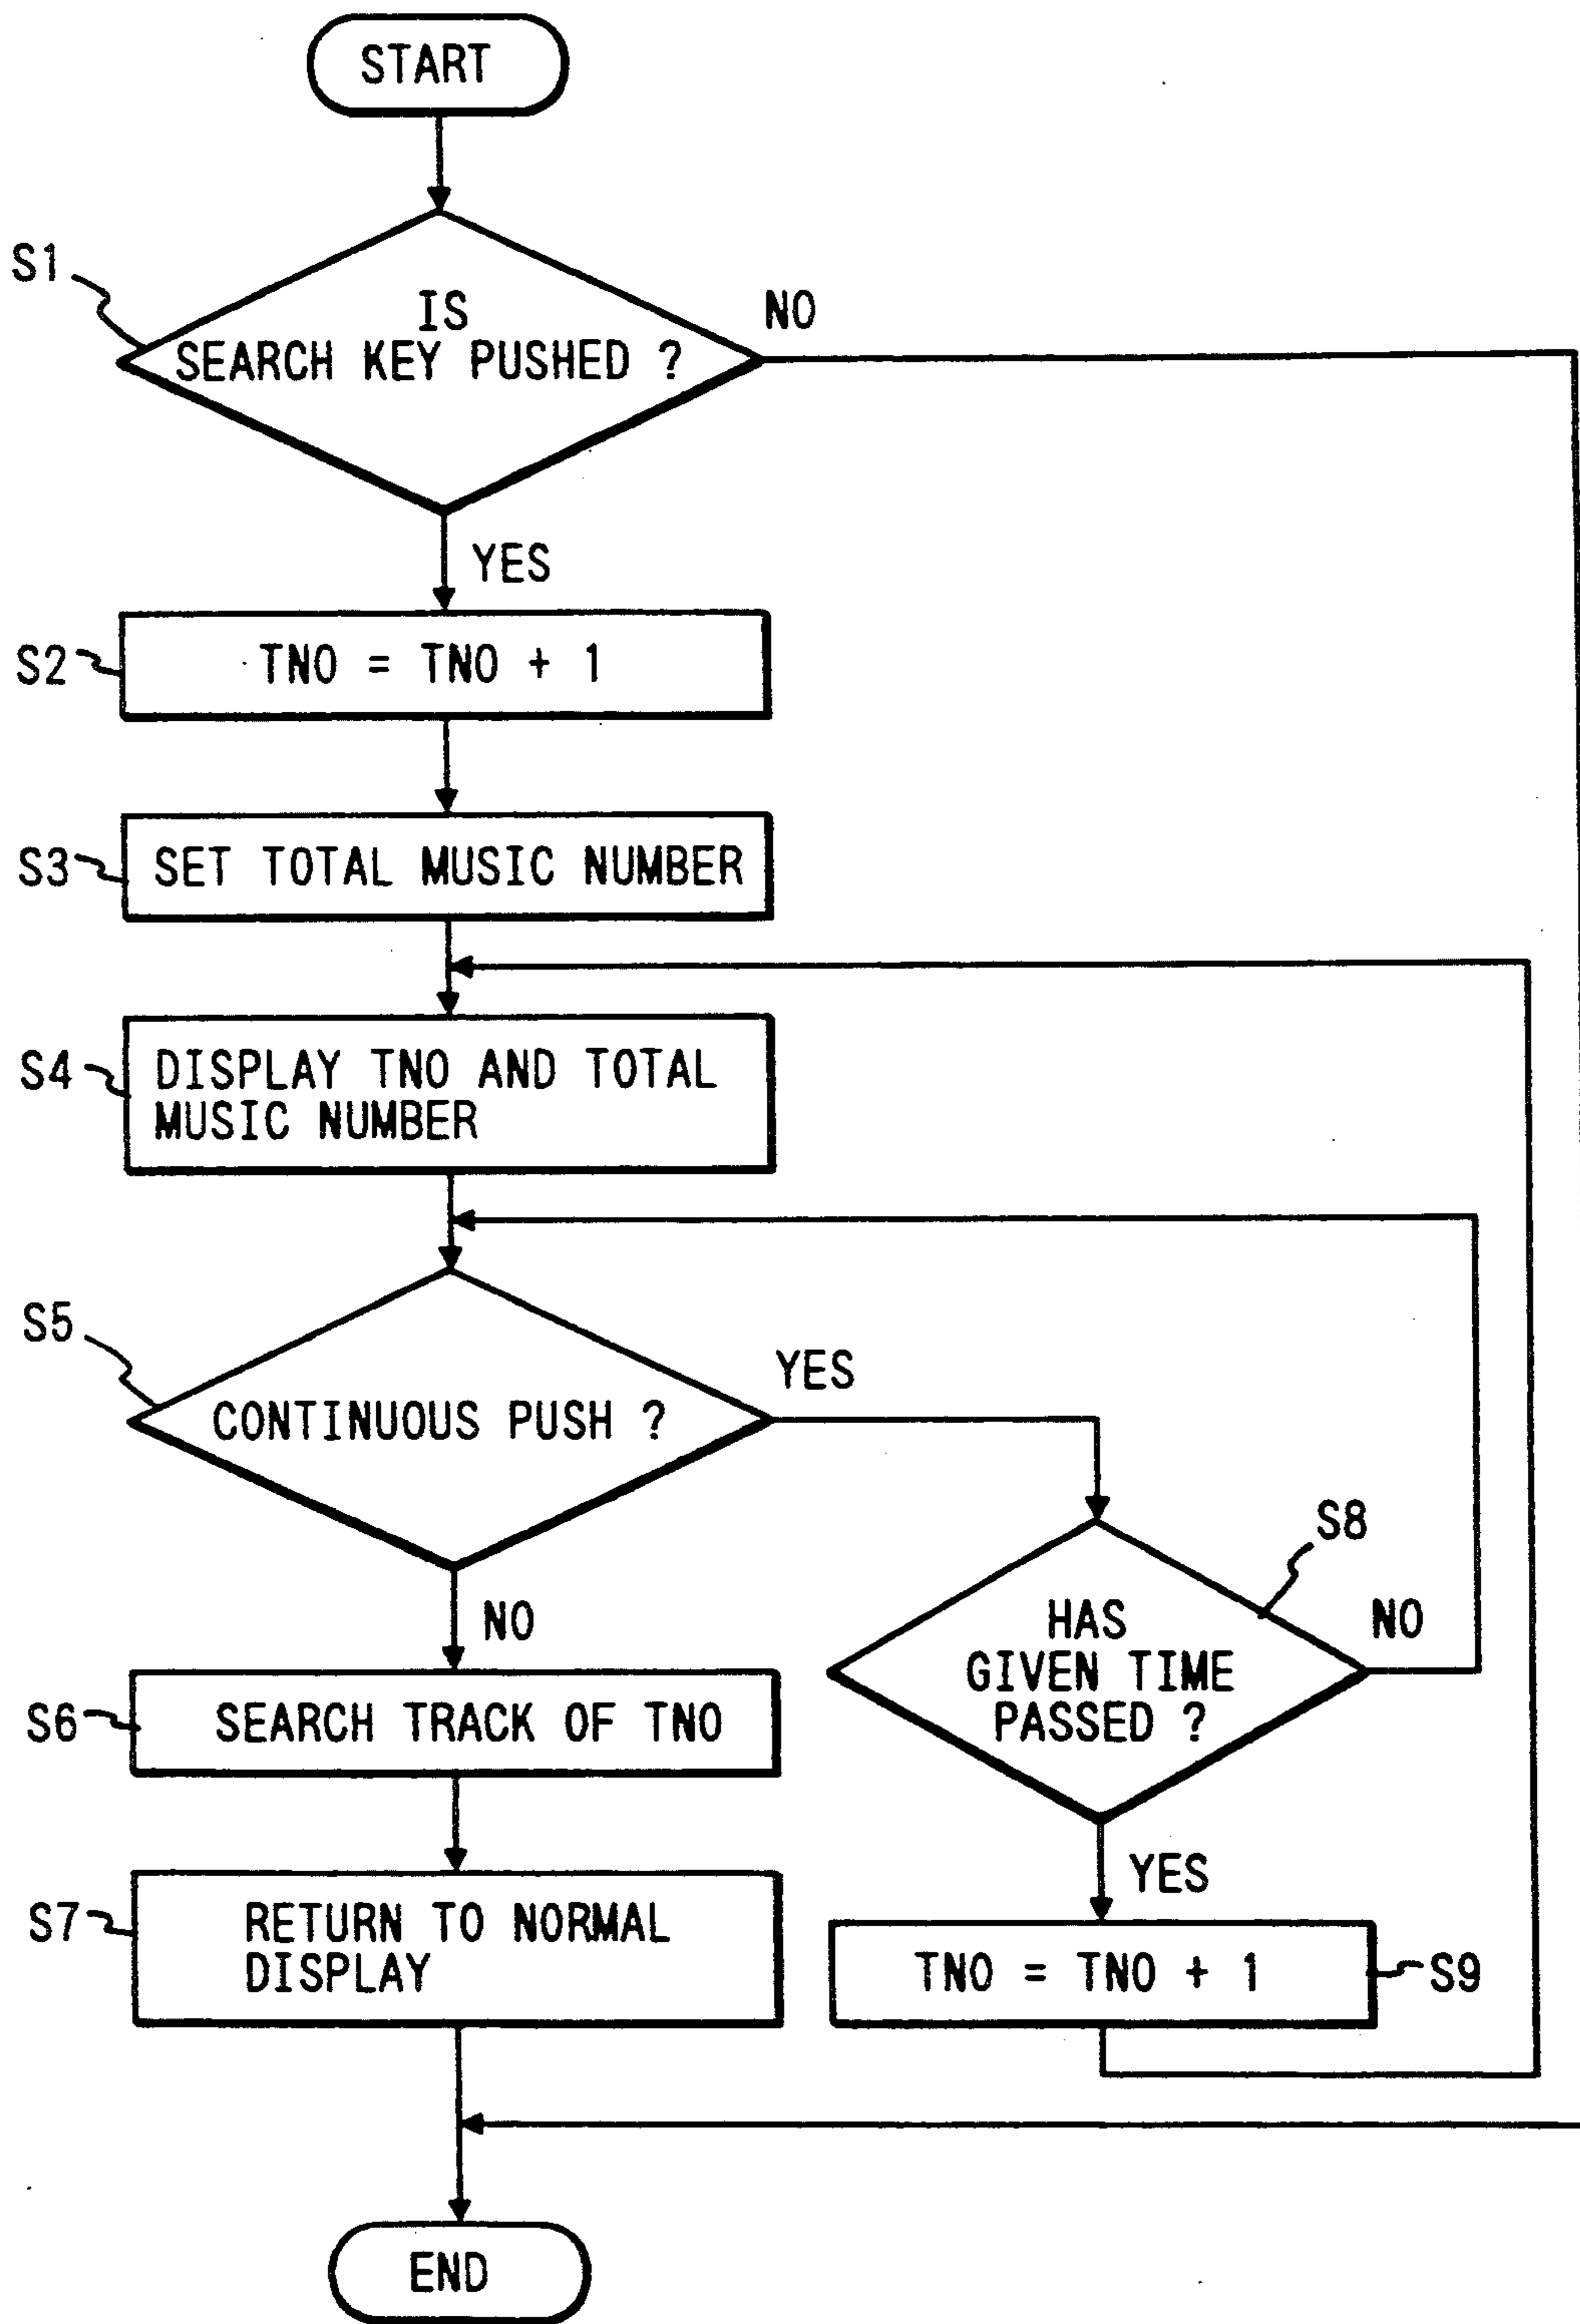 START
S1
IS
SEARCH KEY PUSHED ?
NO
YES
S2
TNO = TNO + 1
S3
SET TOTAL MUSIC NUMBER
S4
DISPLAY TNO AND TOTAL
MUSIC NUMBER
S5
CONTINUOUS PUSH ?
YES
NO
S8
HAS
GIVEN TIME
PASSED ?
NO
S6
SEARCH TRACK OF TNO
YES
S7
RETURN TO NORMAL
DISPLAY
TNO = TNO + 1
S9
END